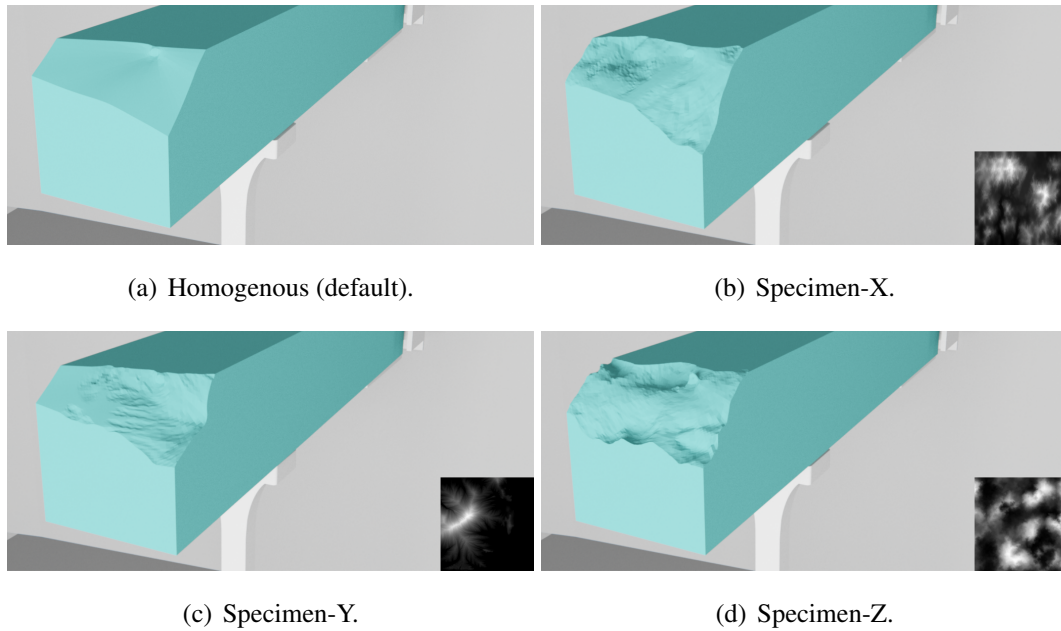 (a) Homogenous (default).
(b) Specimen-X.
(c) Specimen-Y.
(d) Specimen-Z.